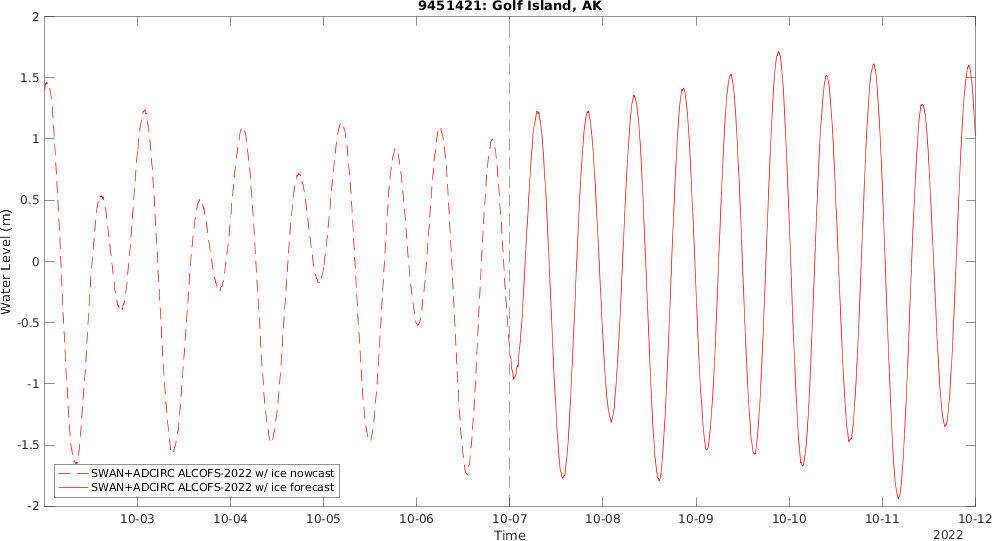 9451421: Golf Island, AK
2
1.5
1
0.5
0
-0.5
-1
-1.5
-2
Water Level (m)
SWAN+ADCIRC ALCOFS-2022 w/ ice nowcast
SWAN+ADCIRC ALCOFS-2022 w/ ice forecast
10-03 10-04 10-05 10-06 10-07 10-08 10-09 10-10 10-11 10-12
Time
2022